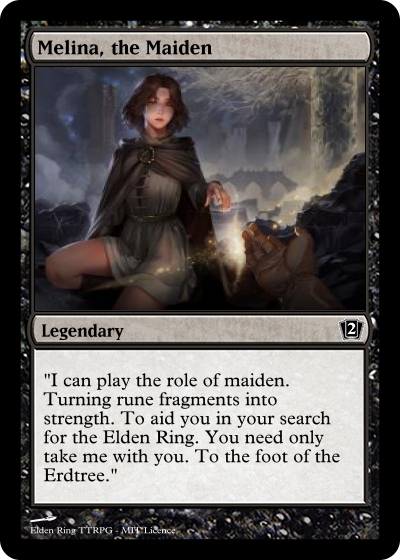 Melina, the Maiden
Legendary
2
"I can play the role of maiden.
Turning rune fragments into
strength. To aid you in your search
for the Elden Ring. You need only
take me with you. To the foot of the
Erdtree."
Elden Ring TTRPG - MIT Licence.